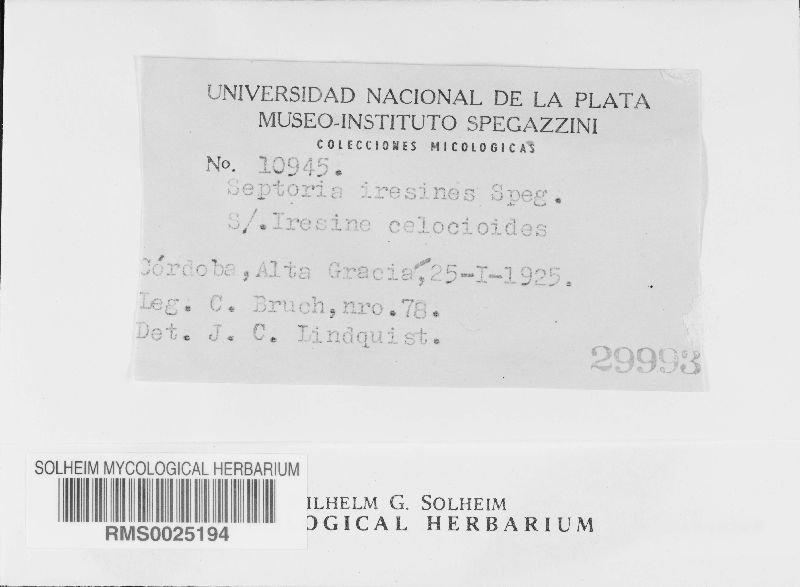 UNIVERSIDAD NACIONAL DE LA PLATA
MUSEO-INSTITUTO SPEGAZZINI
COLECCIONES MICOLOGICAS
No. 10945.
Septoria iresines Speg.
S/.Iresine celocioides
Córdoba, Alta Gracia, 25-I-1925.
Leg. C. Bruch, nro.78.
Det. J. C. Lindquist.
29993
SOLHEIM MYCOLOGICAL HERBARIUM
RMS0025194
ILHELM G. SOLHEIM
OGICAL HERBARIUM